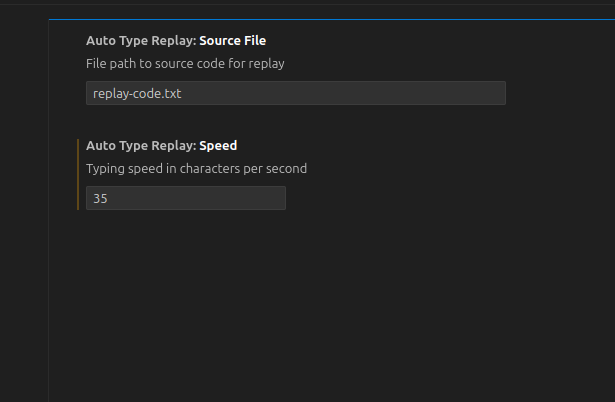 Auto Type Replay: Source File
File path to source code for replay
replay-code.txt
Auto Type Replay: Speed
Typing speed in characters per second
35